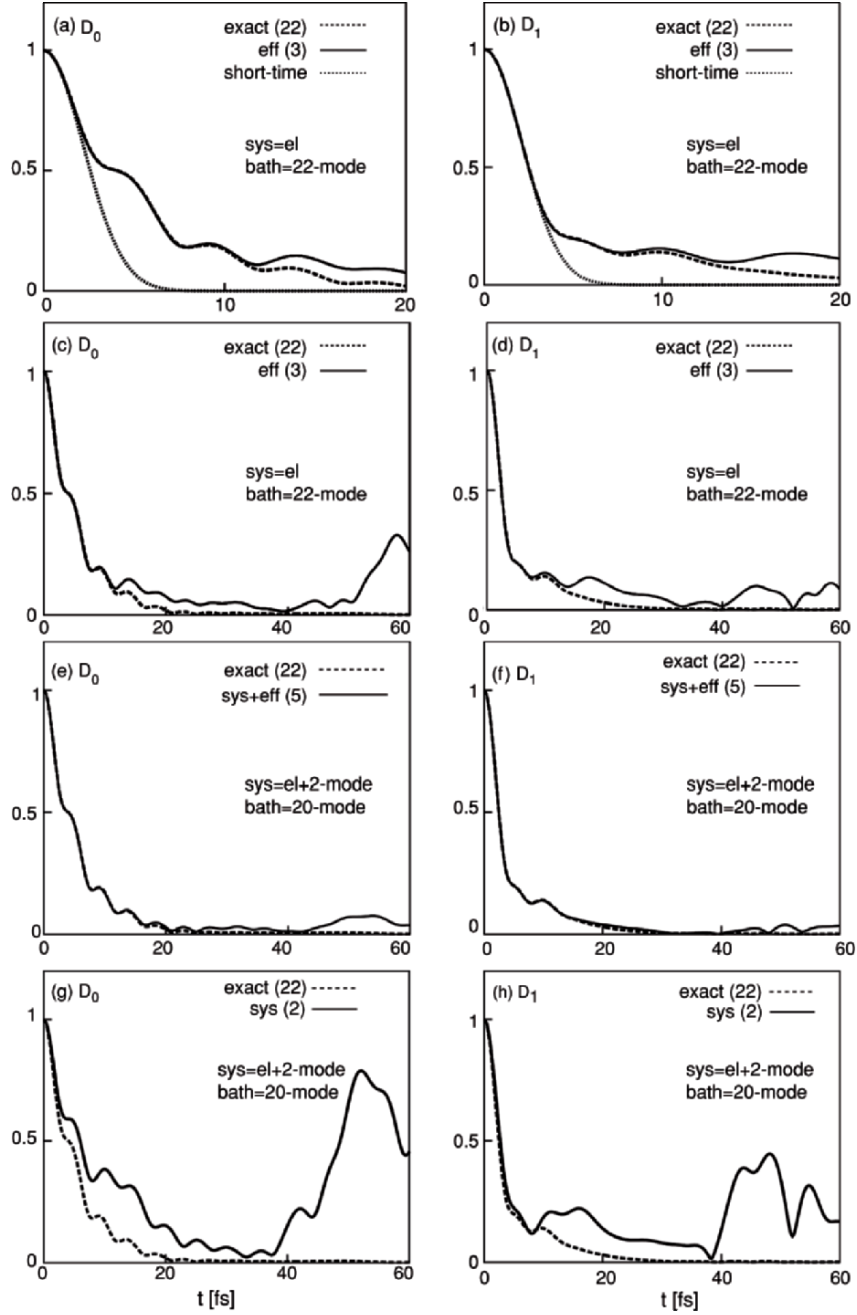 (a) D0
exact (22)
eff (3)
short-time
sys=el
bath=22-mode
1
0.5
0
0
10
20
(b) D1
exact (22)
eff (3)
short-time
sys=el
bath=22-mode
1
0.5
0
0
10
20
(c) D0
exact (22)
eff (3)
sys=el
bath=22-mode
1
0.5
0
0
20
40
60
(d) D1
exact (22)
eff (3)
sys=el
bath=22-mode
1
0.5
0
0
20
40
60
(e) D0
exact (22)
sys+eff (5)
sys=el+2-mode
bath=20-mode
1
0.5
0
0
20
40
60
(f) D1
exact (22)
sys+eff (5)
sys=el+2-mode
bath=20-mode
1
0.5
0
0
20
40
60
(g) D0
exact (22)
sys (2)
sys=el+2-mode
bath=20-mode
1
0.5
0
0
20
40
60
t [fs]
(h) D1
exact (22)
sys (2)
sys=el+2-mode
bath=20-mode
1
0.5
0
0
20
40
60
t [fs]